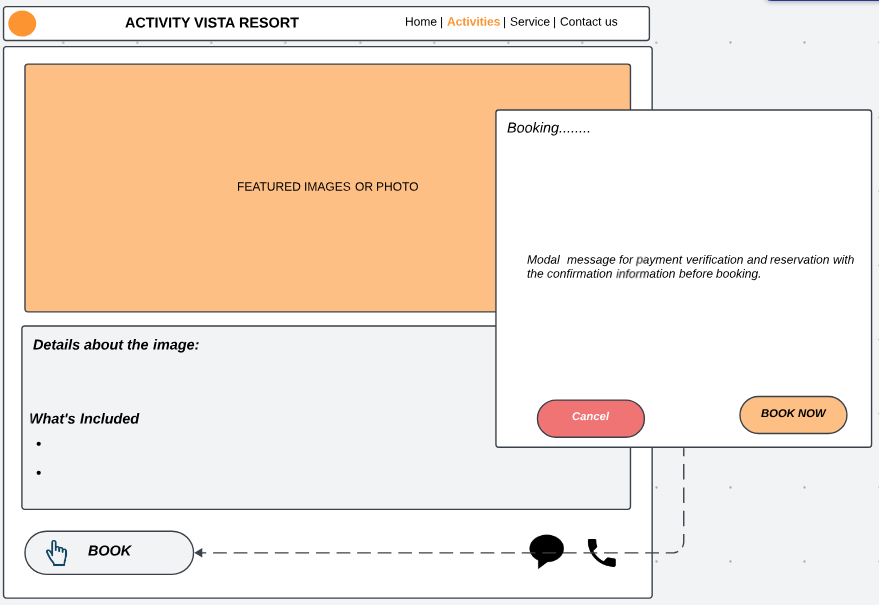 ACTIVITY VISTA RESORT
Home | Activities | Service | Contact us
Booking........
FEATURED IMAGES OR PHOTO
Modal message for payment verification and reservation with
the confirmation information before booking.
Details about the image:
What's Included
•
•
Cancel
BOOK NOW
BOOK